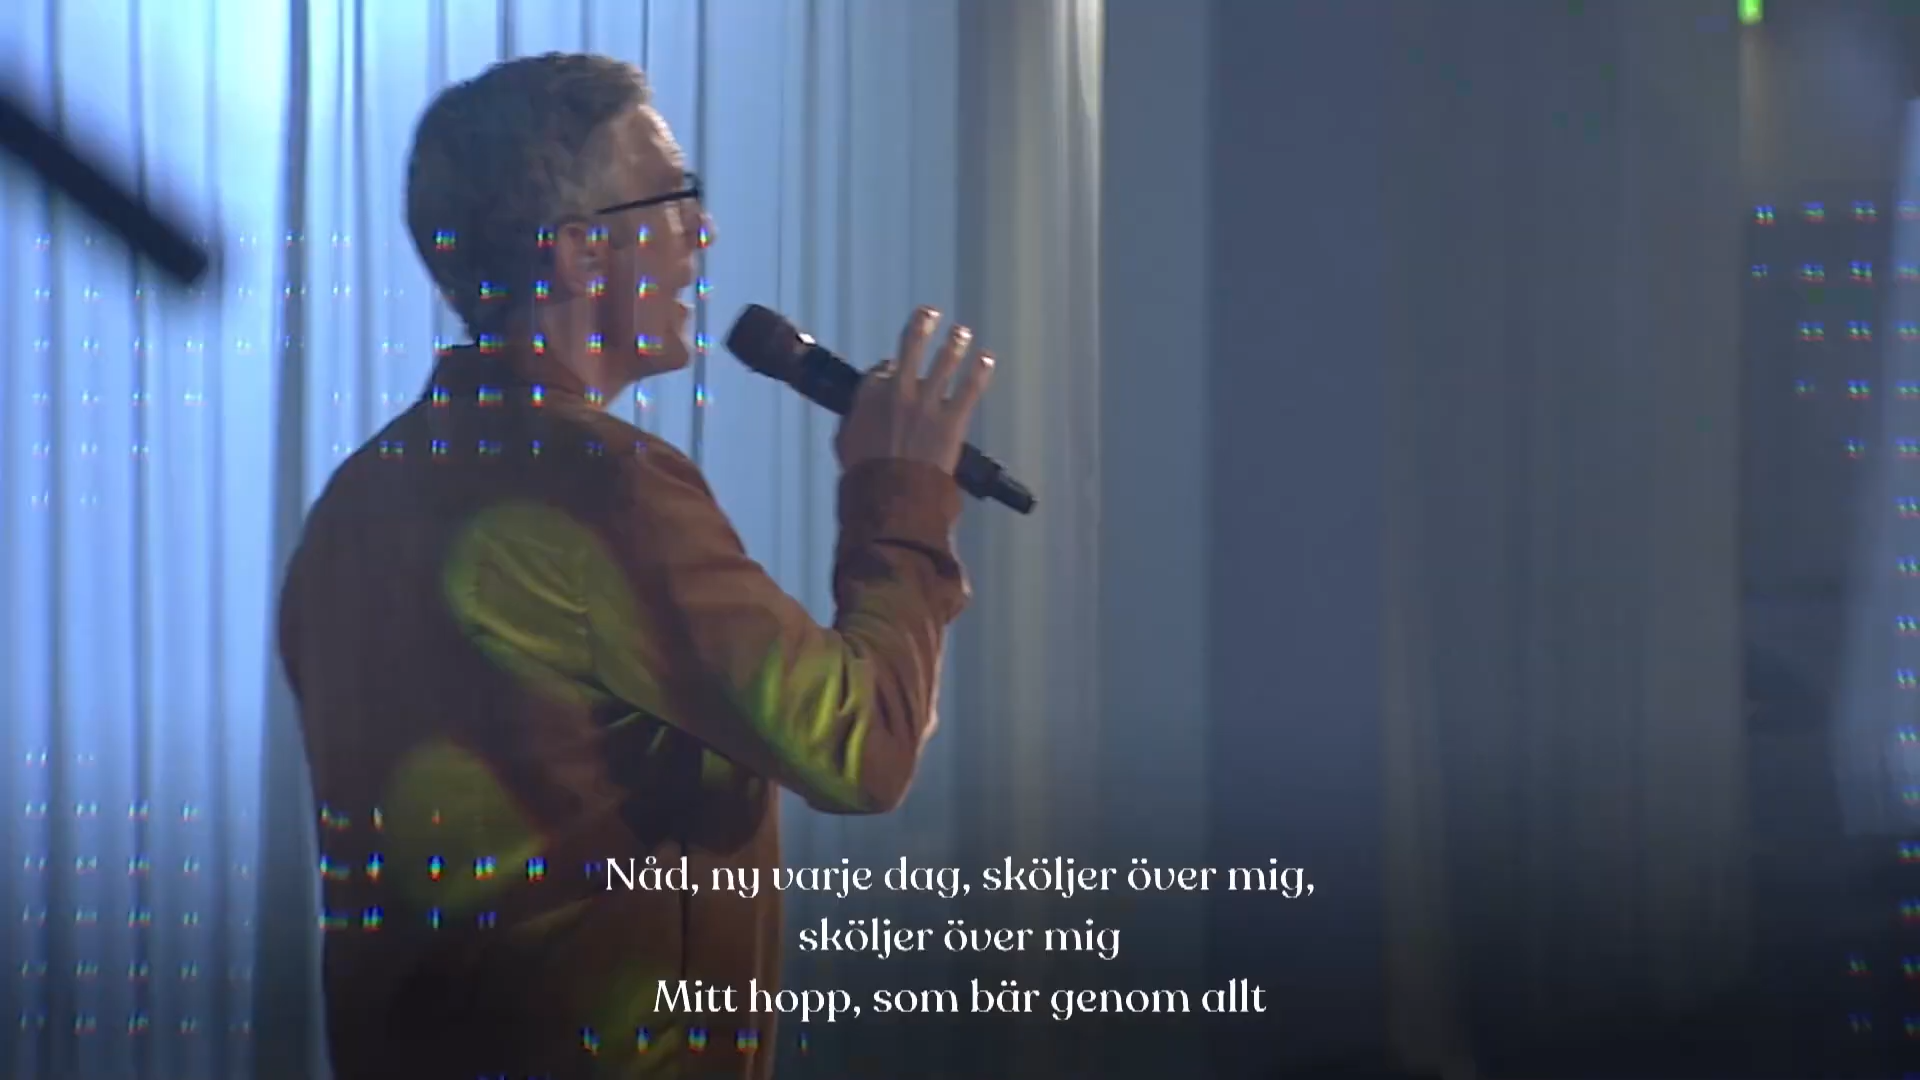 Nåd, ny varje dag, sköljer över mig,
sköljer över mig
Mitt hopp, som bär genom allt